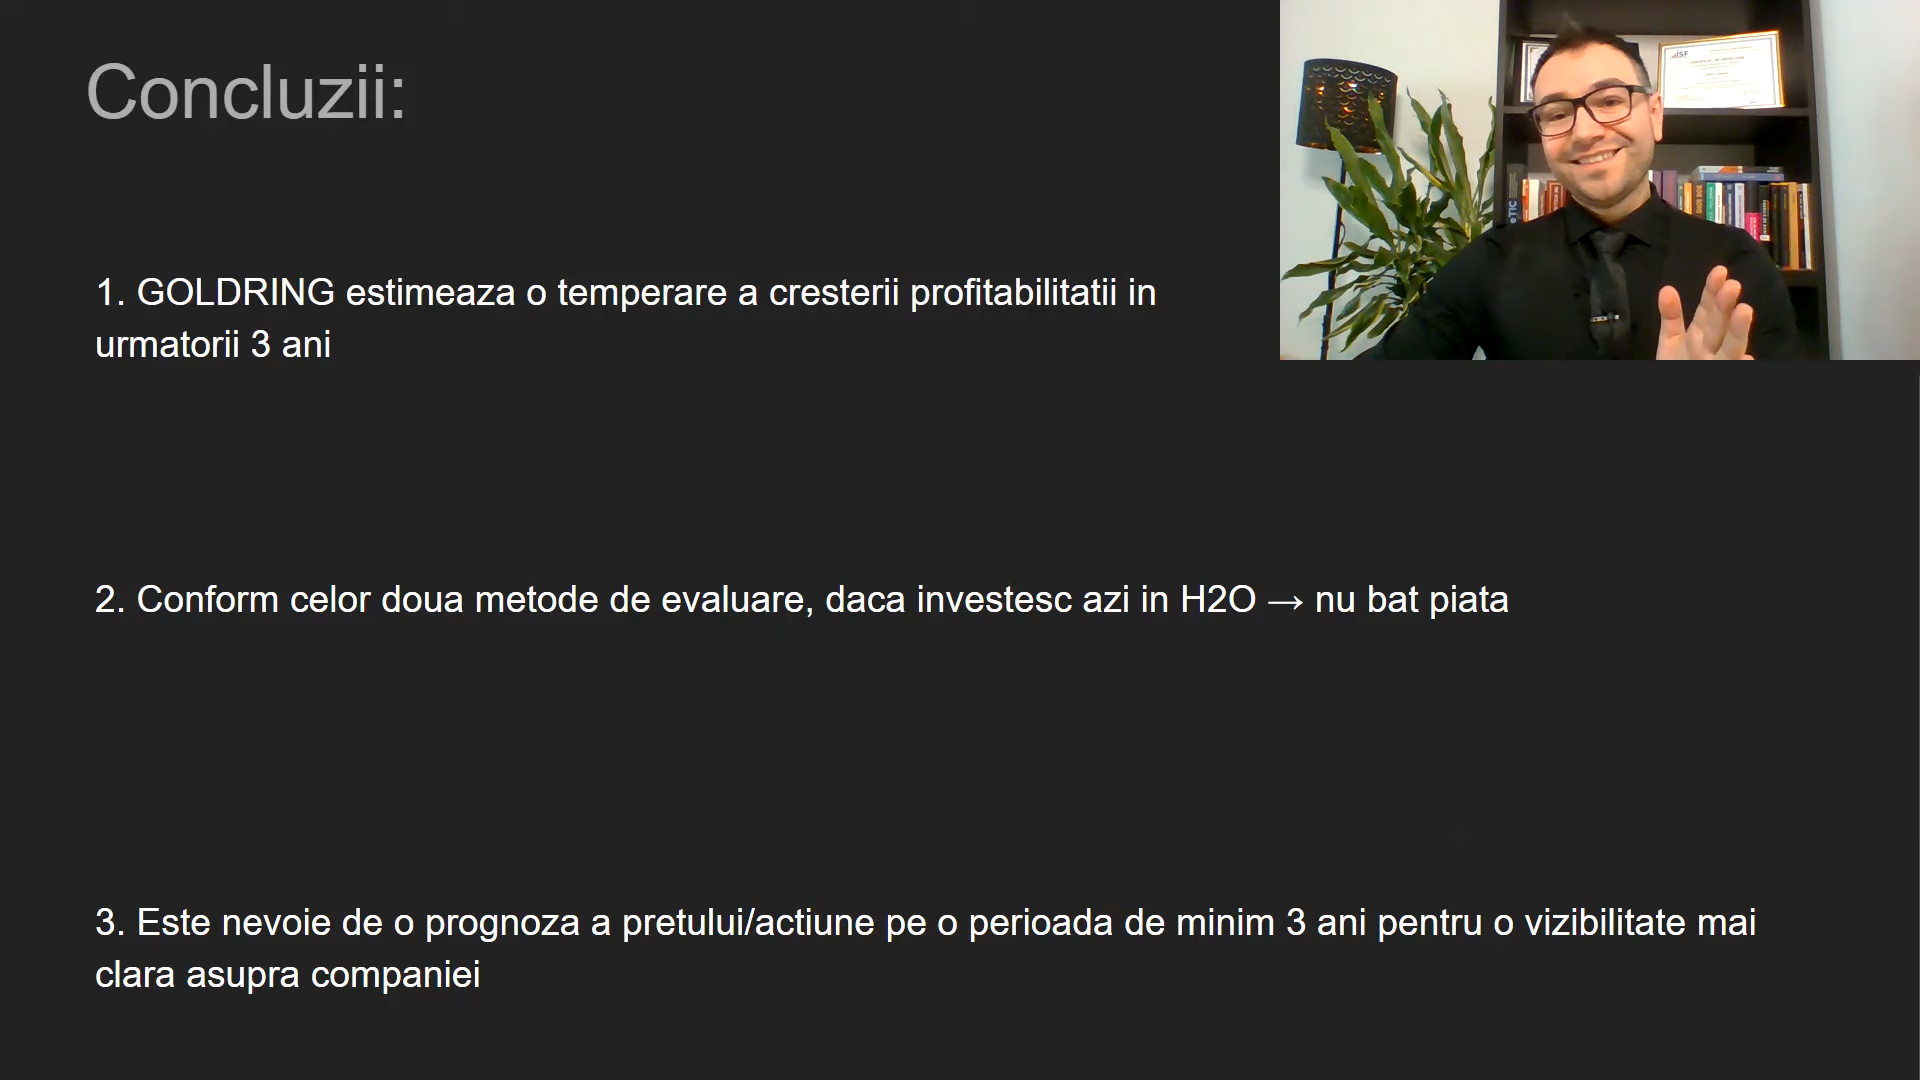 Concluzii:
1. GOLDRING estimeaza o temperare a cresterii profitabilitatii in
urmatorii 3 ani
2. Conform celor doua metode de evaluare, daca investesc azi in H2O → nu bat piata
3. Este nevoie de o prognoza a pretului/actiune pe o perioada de minim 3 ani pentru o vizibilitate mai
clara asupra companiei
ISF